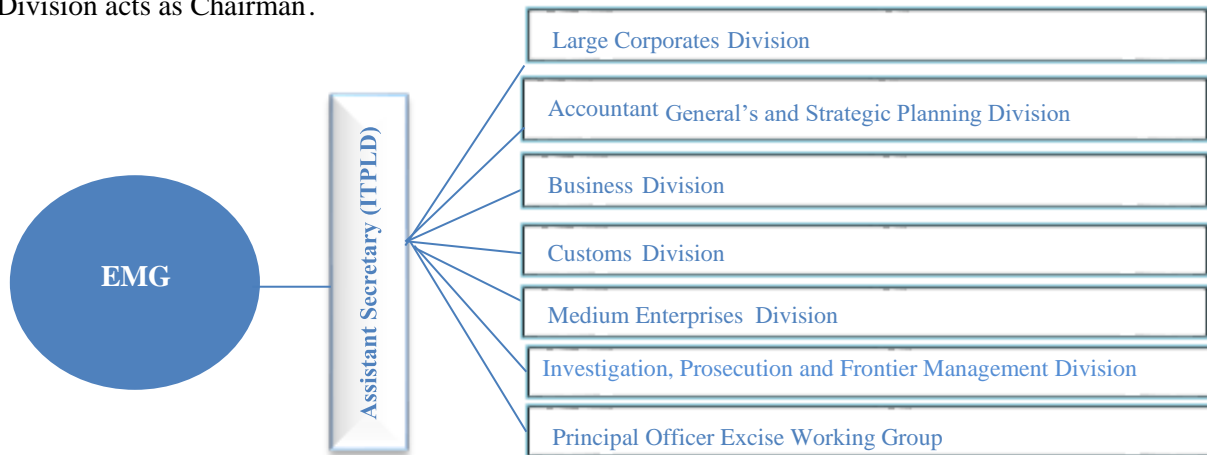 Division acts as Chairman.
Large Corporates Division
Accountant General's and Strategic Planning Division
Business Division
Customs Division
Medium Enterprises Division
Investigation, Prosecution and Frontier Management Division
Principal Officer Excise Working Group
Assistant Secretary (ITPLD)
EMG